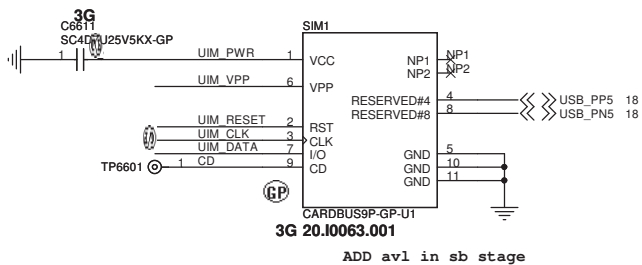 3G
C6611
SC4D7U25V5KX-GP
1
UIM_PWR 1 VCC
UIM_VPP 6 VPP
UIM_RESET 2 RST
UIM_CLK 3 CLK
UIM_DATA 7 I/O
TP6601 1 CD 9 CD
SIM1
NP1 NP1
NP2 NP2
RESERVED#4 4 USB_PP5 18
RESERVED#8 8 USB_PN5 18
GND 5
GND 10
GND 11
GP
CARDBUS9P-GP-U1
3G 20.I0063.001
ADD avl in sb stage